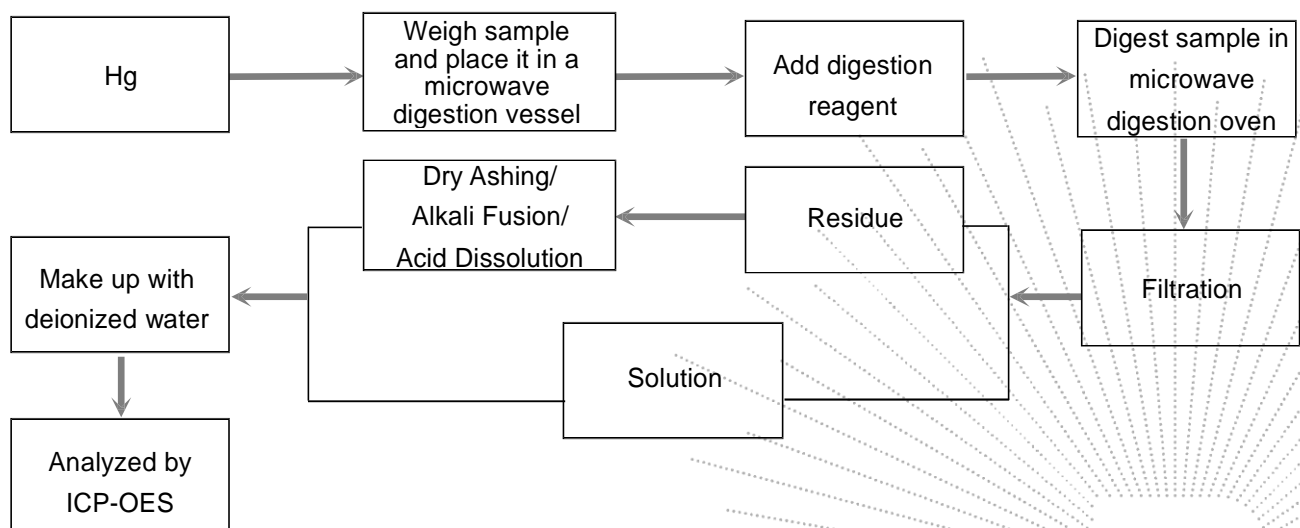 Hg
Weigh sample
and place it in a
microwave
digestion vessel
Add digestion
reagent
Digest sample in
microwave
digestion oven
Dry Ashing/
Alkali Fusion/
Acid Dissolution
Residue
Filtration
Make up with
deionized water
Solution
Analyzed by
ICP-OES